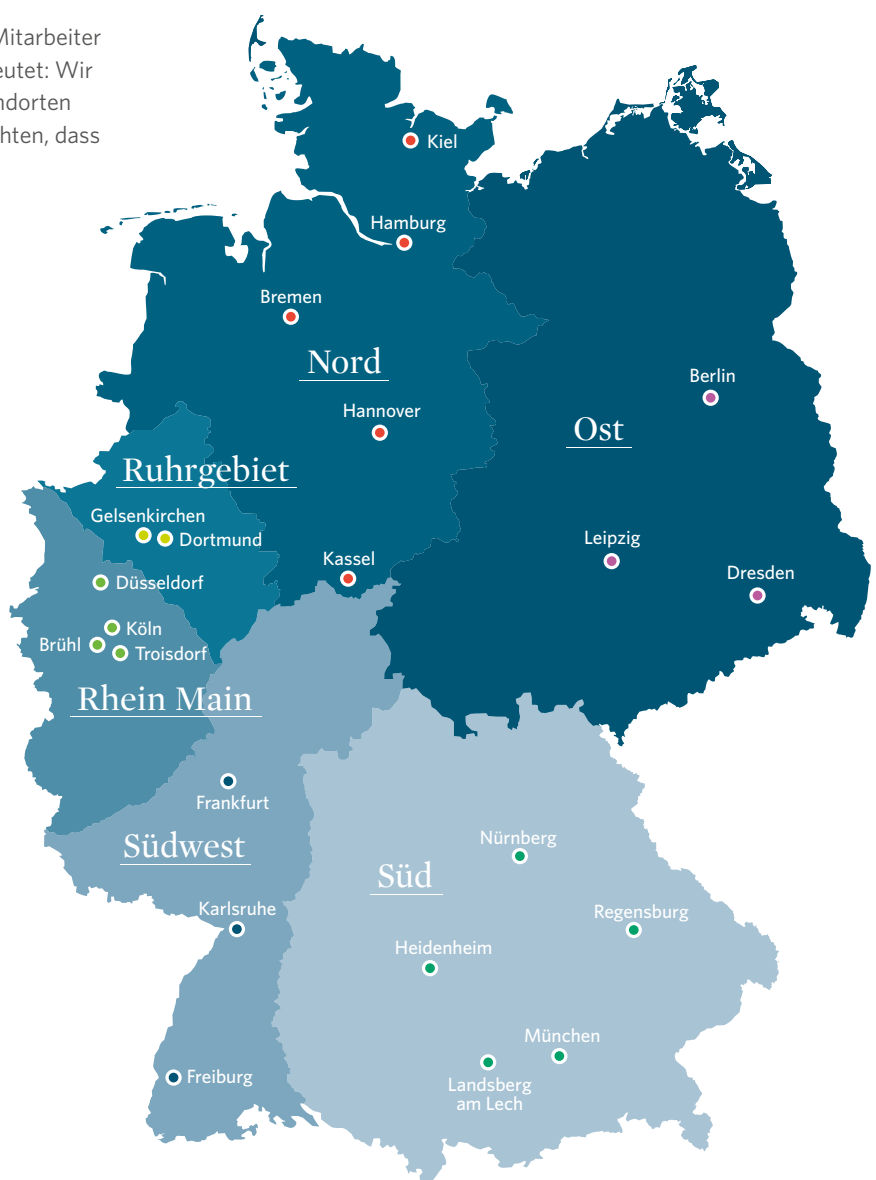 Mitarbeiter
eutet: Wir
ndorten
hten, dass
Kiel
Hamburg
Bremen
Nord
Berlin
Hannover
Ost
Ruhrgebiet
Gelsenkirchen
Dortmund
Leipzig
Kassel
Dresden
Düsseldorf
Köln
Brühl
Troisdorf
Rhein Main
Frankfurt
Südwest
Nürnberg
Süd
Karlsruhe
Regensburg
Heidenheim
München
Freiburg
Landsberg
am Lech